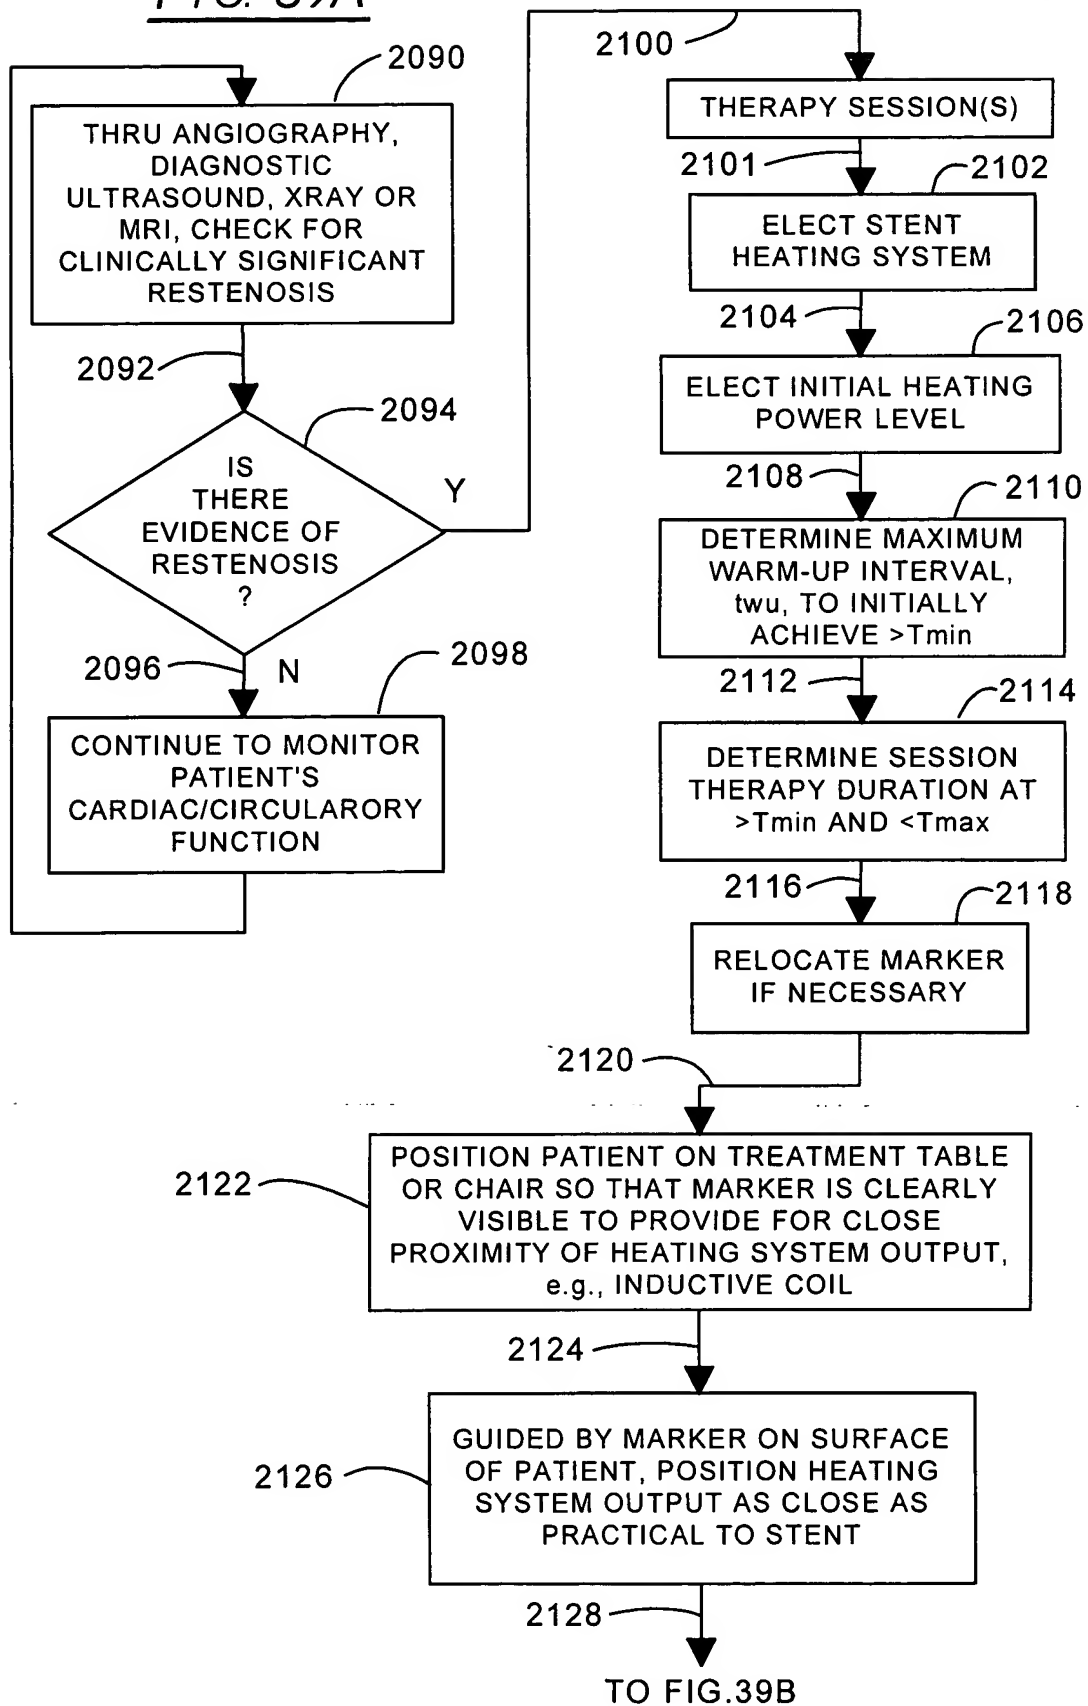 FIG. 39A
2090
THRU ANGIOGRAPHY,
DIAGNOSTIC
ULTRASOUND, XRAY OR
MRI, CHECK FOR
CLINICALLY SIGNIFICANT
RESTENOSIS
2092
2094
IS
THERE
EVIDENCE OF
RESTENOSIS
?
Y
2096
N
2098
CONTINUE TO MONITOR
PATIENT'S
CARDIAC/CIRCULARORY
FUNCTION
2100
THERAPY SESSION(S)
2101
2102
ELECT STENT
HEATING SYSTEM
2104
2106
ELECT INITIAL HEATING
POWER LEVEL
2108
2110
DETERMINE MAXIMUM
WARM-UP INTERVAL,
twu, TO INITIALLY
ACHIEVE >Tmin
2112
2114
DETERMINE SESSION
THERAPY DURATION AT
>Tmin AND <Tmax
2116
2118
RELOCATE MARKER
IF NECESSARY
2120
2122
POSITION PATIENT ON TREATMENT TABLE
OR CHAIR SO THAT MARKER IS CLEARLY
VISIBLE TO PROVIDE FOR CLOSE
PROXIMITY OF HEATING SYSTEM OUTPUT,
e.g., INDUCTIVE COIL
2124
2126
GUIDED BY MARKER ON SURFACE
OF PATIENT, POSITION HEATING
SYSTEM OUTPUT AS CLOSE AS
PRACTICAL TO STENT
2128
TO FIG.39B